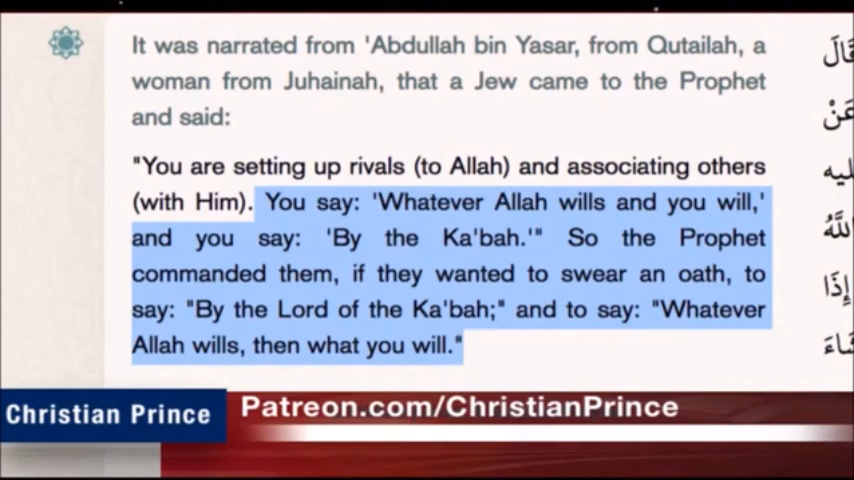 It was narrated from 'Abdullah bin Yasar, from Qutailah, a
woman from Juhainah, that a Jew came to the Prophet
and said:
"You are setting up rivals (to Allah) and associating others
(with Him). You say: 'Whatever Allah wills and you will,'
and you say: 'By the Ka'bah.'" So the Prophet
commanded them, if they wanted to swear an oath, to
say: "By the Lord of the Ka'bah;" and to say: "Whatever
Allah wills, then what you will."
قَالَ
عَنْ
إِذَا
Christian Prince
Patreon.com/ChristianPrince